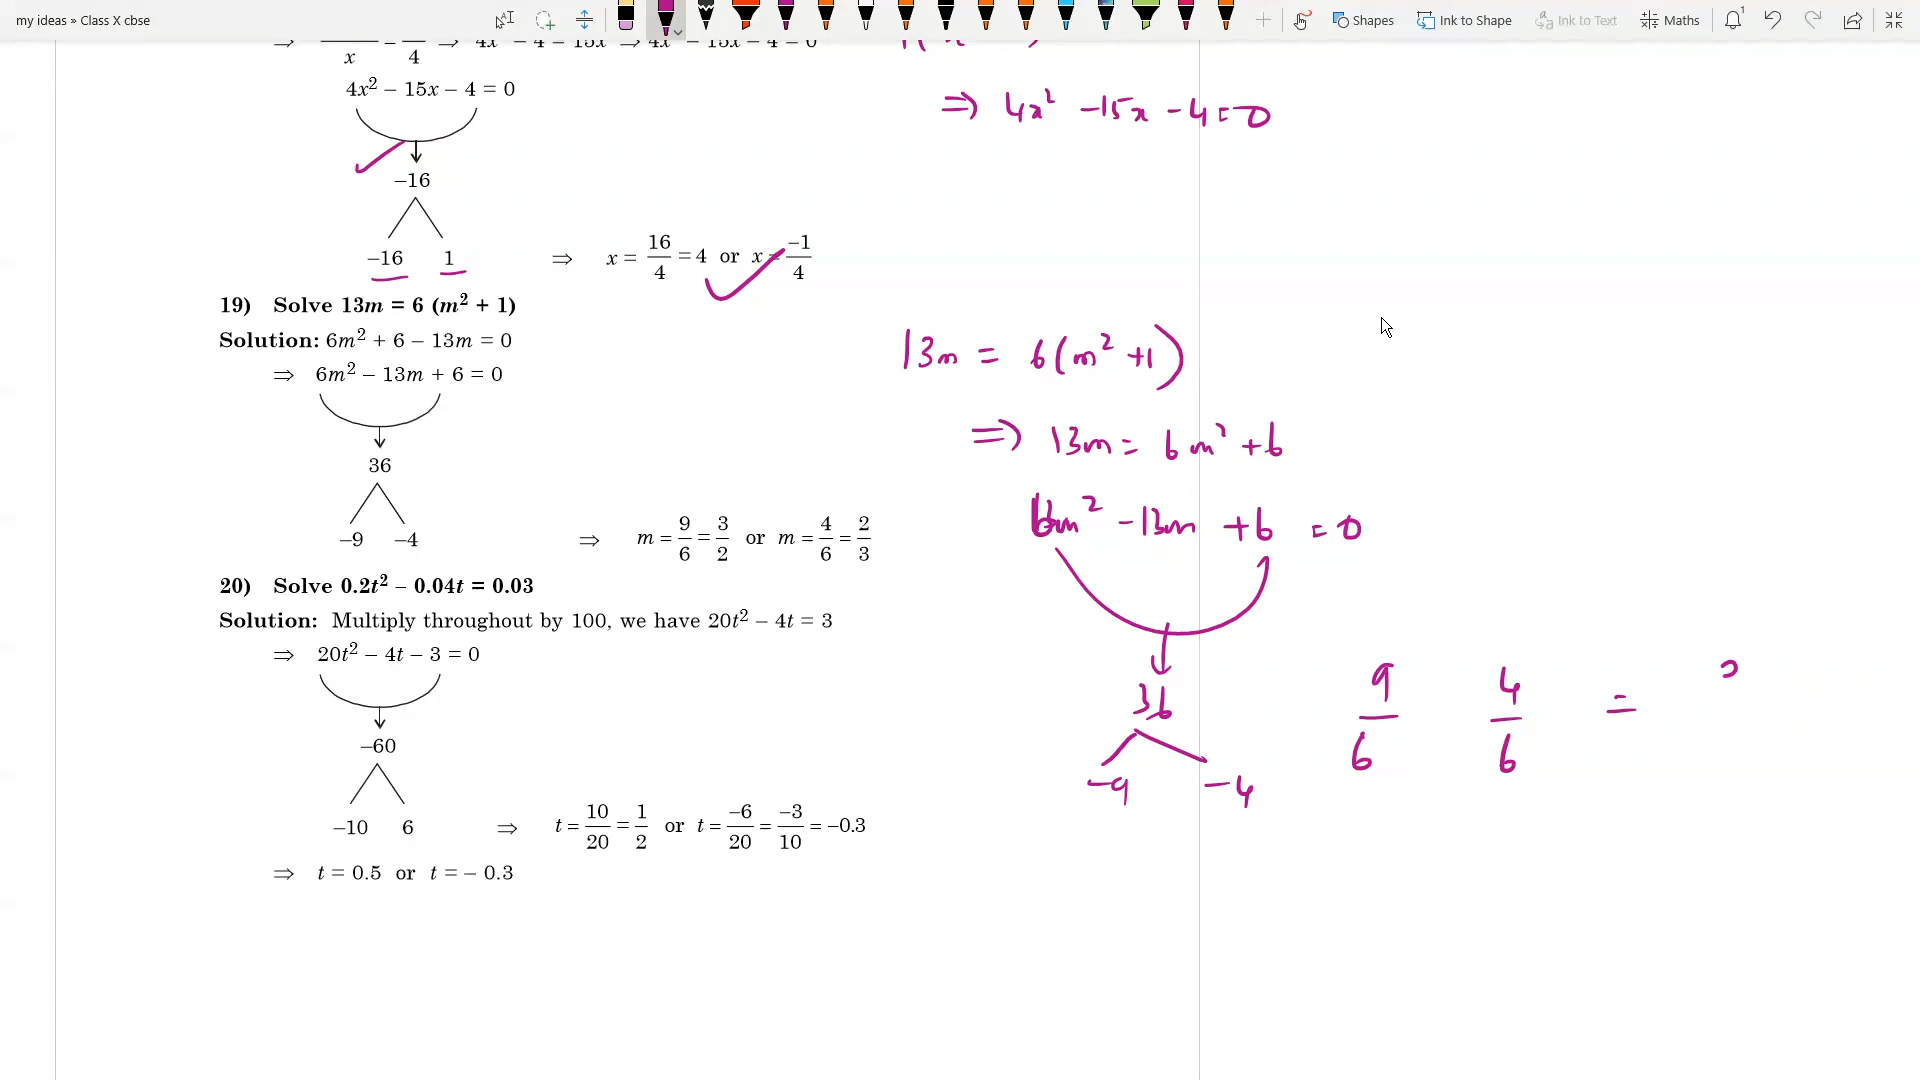 my ideas » Class X cbse
Shapes
Ink to Shape
Ink to Text
Maths
1
x 4
4x² − 15x − 4 = 0
−16
−16 1 ⇒ x = 16/4 = 4 or x = −1/4
19) Solve 13m = 6 (m² + 1)
Solution: 6m² + 6 − 13m = 0
⇒ 6m² − 13m + 6 = 0
36
−9 −4 ⇒ m = 9/6 = 3/2 or m = 4/6 = 2/3
20) Solve 0.2t² − 0.04t = 0.03
Solution: Multiply throughout by 100, we have 20t² − 4t = 3
⇒ 20t² − 4t − 3 = 0
−60
−10 6 ⇒ t = 10/20 = 1/2 or t = −6/20 = −3/10 = −0.3
⇒ t = 0.5 or t = − 0.3
⇒ 4x² −15x −4 = 0
13m = 6(m² +1)
⇒ 13m = 6m² +6
6m² −13m +6 = 0
36
−9 −4
9/6 4/6 =